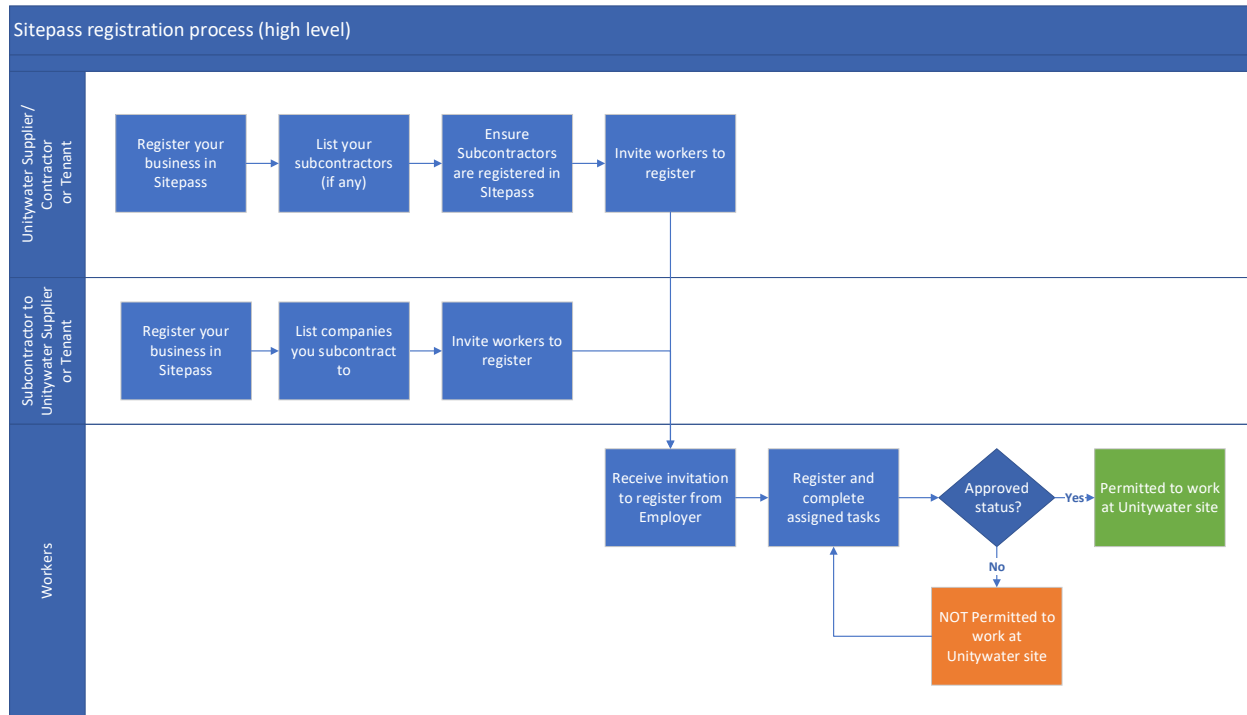 Sitepass registration process (high level)
Unitywater Supplier/
Contractor
or Tenant
Register your
business in
Sitepass
List your
subcontractors
(if any)
Ensure
Subcontractors
are registered in
SItepass
Invite workers to
register
Subcontractor to
Unitywater Supplier
or Tenant
Register your
business in
Sitepass
List companies
you subcontract
to
Invite workers to
register
Workers
Receive invitation
to register from
Employer
Register and
complete
assigned tasks
Approved
status?
Yes
Permitted to work
at Unitywater site
No
NOT Permitted to
work at
Unitywater site